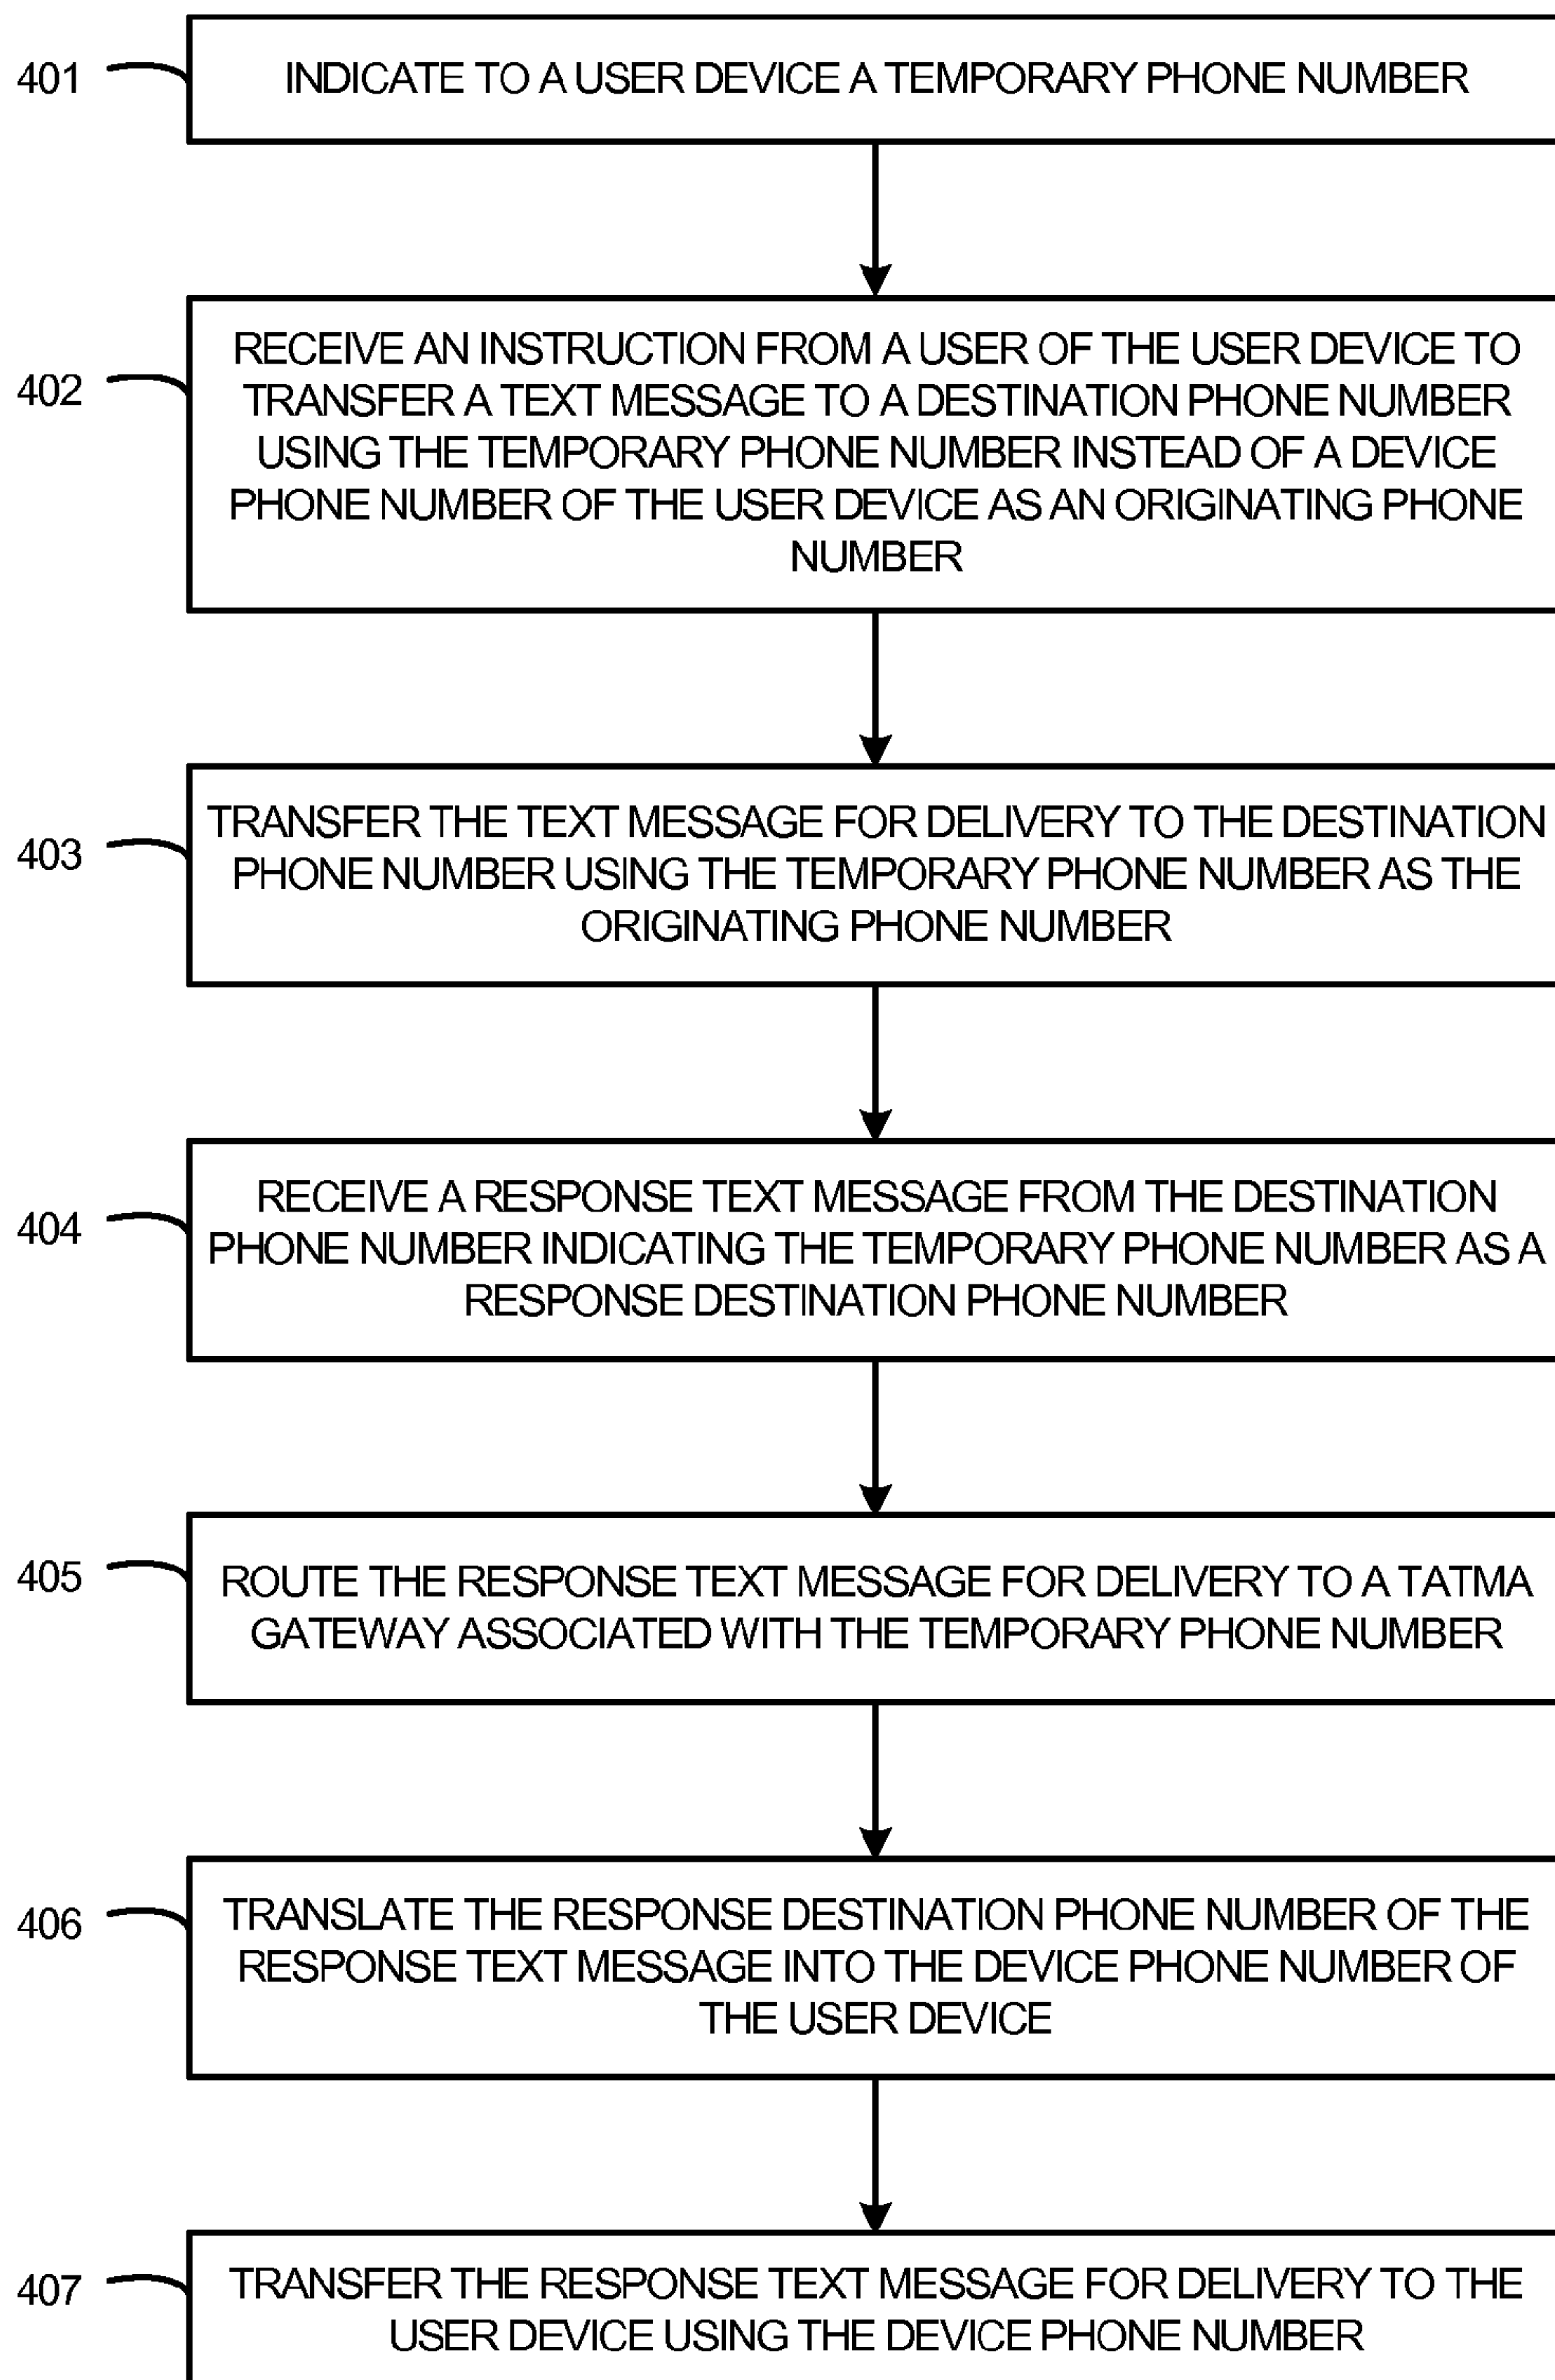 401
INDICATE TO A USER DEVICE A TEMPORARY PHONE NUMBER
402
RECEIVE AN INSTRUCTION FROM A USER OF THE USER DEVICE TO
TRANSFER A TEXT MESSAGE TO A DESTINATION PHONE NUMBER
USING THE TEMPORARY PHONE NUMBER INSTEAD OF A DEVICE
PHONE NUMBER OF THE USER DEVICE AS AN ORIGINATING PHONE
NUMBER
403
TRANSFER THE TEXT MESSAGE FOR DELIVERY TO THE DESTINATION
PHONE NUMBER USING THE TEMPORARY PHONE NUMBER AS THE
ORIGINATING PHONE NUMBER
404
RECEIVE A RESPONSE TEXT MESSAGE FROM THE DESTINATION
PHONE NUMBER INDICATING THE TEMPORARY PHONE NUMBER AS A
RESPONSE DESTINATION PHONE NUMBER
405
ROUTE THE RESPONSE TEXT MESSAGE FOR DELIVERY TO A TATMA
GATEWAY ASSOCIATED WITH THE TEMPORARY PHONE NUMBER
406
TRANSLATE THE RESPONSE DESTINATION PHONE NUMBER OF THE
RESPONSE TEXT MESSAGE INTO THE DEVICE PHONE NUMBER OF
THE USER DEVICE
407
TRANSFER THE RESPONSE TEXT MESSAGE FOR DELIVERY TO THE
USER DEVICE USING THE DEVICE PHONE NUMBER